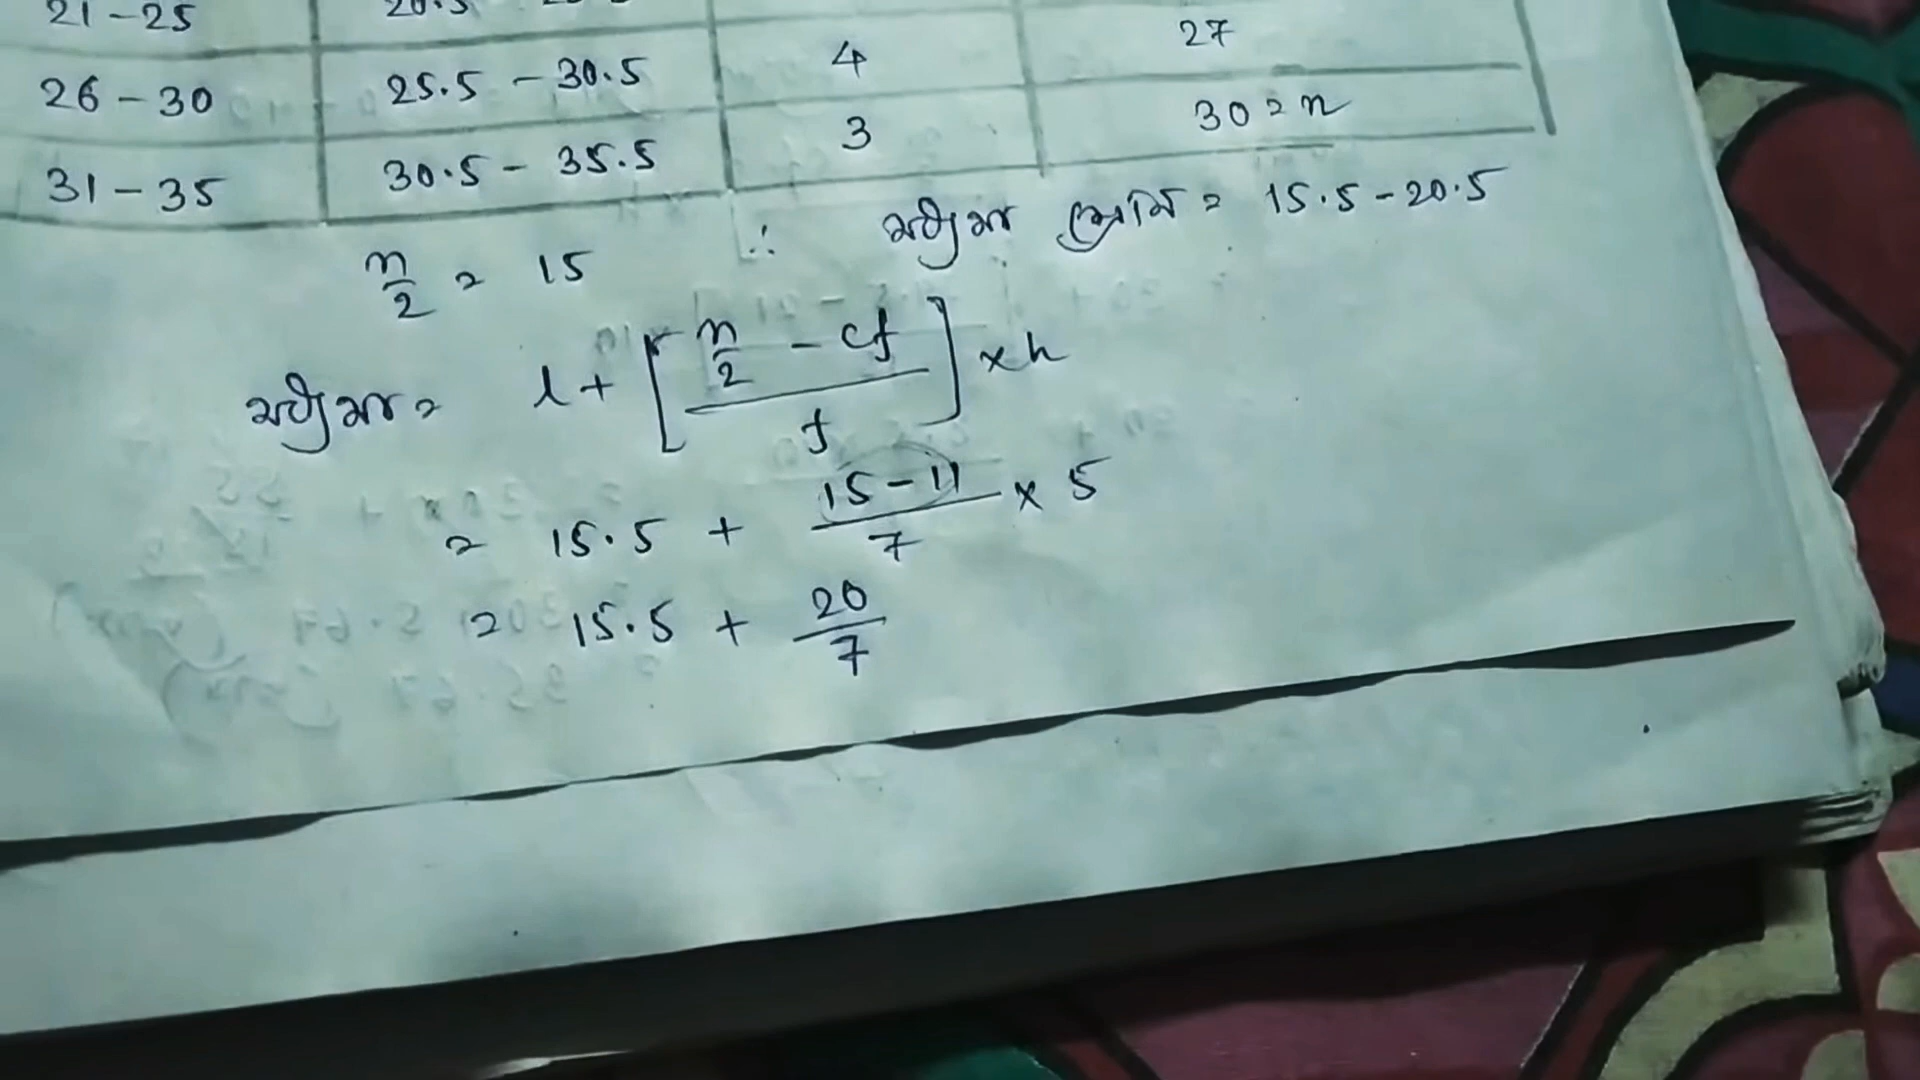 21 - 25
26 - 30 25.5 - 30.5 4 27
31 - 35 30.5 - 35.5 3 30 = n
n/2 = 15 ∴ মধ্যমা শ্রেণি = 15.5 - 20.5
মধ্যমা = l + [ (n/2 - cf) / f ] × h
= 15.5 + (15 - 11)/7 × 5
= 15.5 + 20/7